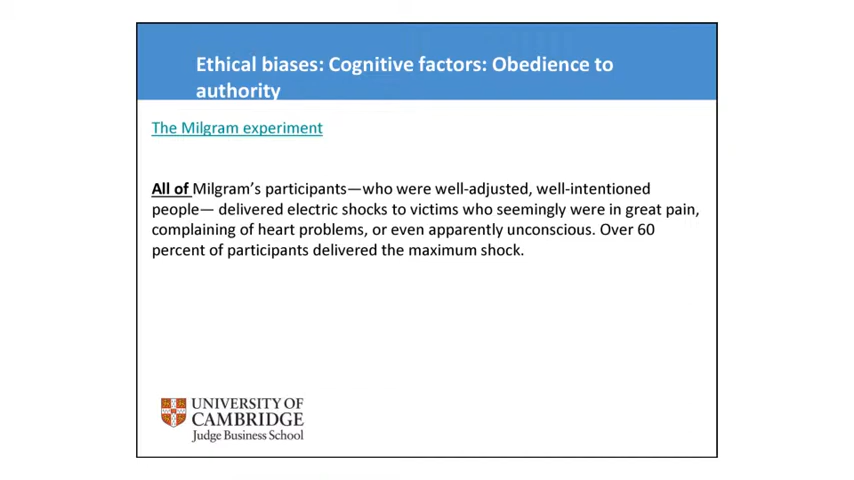 Ethical biases: Cognitive factors: Obedience to
authority
The Milgram experiment
All of Milgram’s participants—who were well-adjusted, well-intentioned
people— delivered electric shocks to victims who seemingly were in great pain,
complaining of heart problems, or even apparently unconscious. Over 60
percent of participants delivered the maximum shock.
UNIVERSITY OF
CAMBRIDGE
Judge Business School